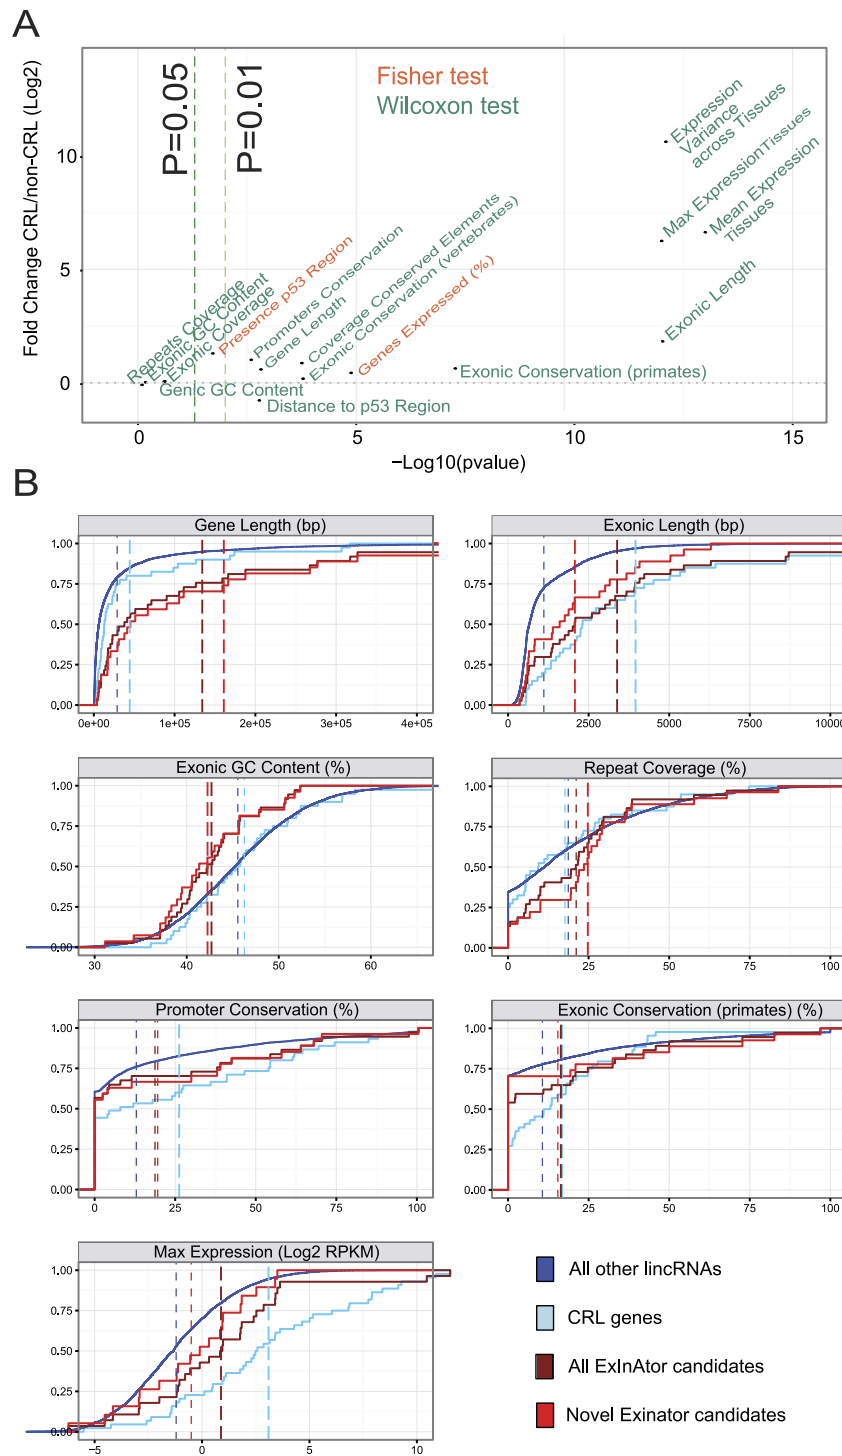 A
Fold Change CRL/non-CRL (Log2)
10
5
0
P=0.05
P=0.01
Fisher test
Wilcoxon test
Expression
Variance
across Tissues
Max ExpressionTissues
Mean Expression
Tissues
Exonic Length
Repeats Coverage
Exonic GC Content
Exonic Coverage
Presence p53 Region
Promoters Conservation
Gene Length
Coverage Conserved Elements
Exonic Conservation (vertebrates)
Genes Expressed (%)
Exonic Conservation (primates)
Genic GC Content
Distance to p53 Region
0 5 10 15
−Log10(pvalue)
B
Gene Length (bp)
1.00
0.75
0.50
0.25
0.00
0e+00 1e+05 2e+05 3e+05 4e+05
Exonic Length (bp)
1.00
0.75
0.50
0.25
0.00
0 2500 5000 7500 10000
Exonic GC Content (%)
1.00
0.75
0.50
0.25
0.00
30 40 50 60
Repeat Coverage (%)
1.00
0.75
0.50
0.25
0.00
0 25 50 75 100
Promoter Conservation (%)
1.00
0.75
0.50
0.25
0.00
0 25 50 75 100
Exonic Conservation (primates) (%)
1.00
0.75
0.50
0.25
0.00
0 25 50 75 100
Max Expression (Log2 RPKM)
1.00
0.75
0.50
0.25
0.00
−5 0 5 10
All other lincRNAs
CRL genes
All ExInAtor candidates
Novel Exinator candidates